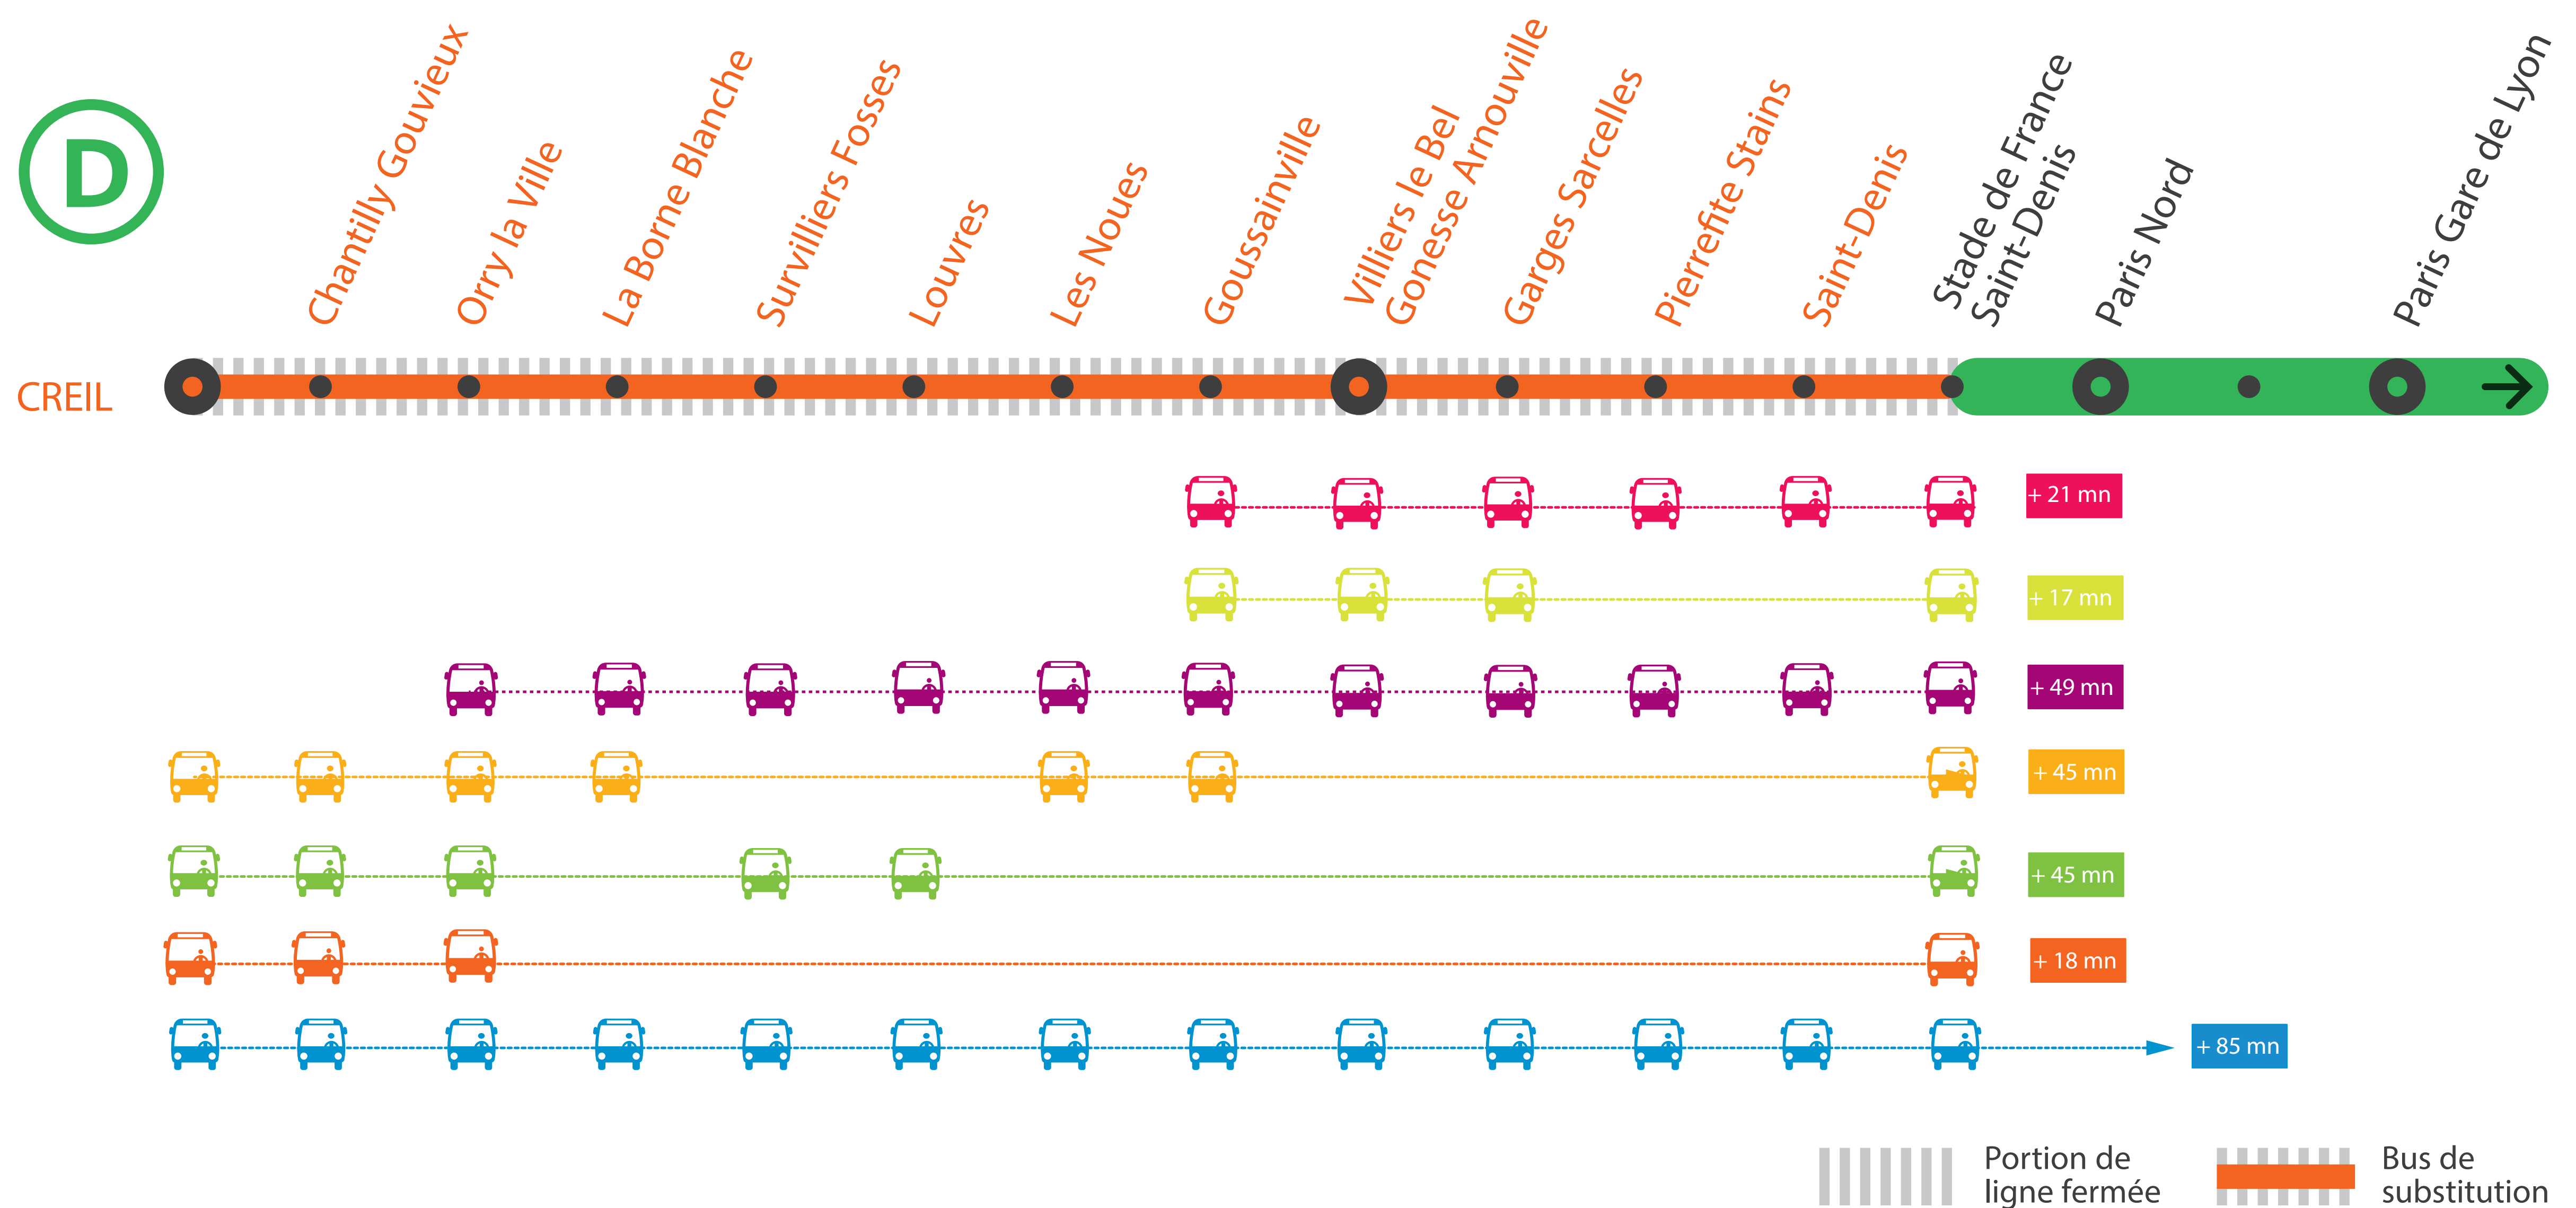 D
Chantilly Gouvieux
Orry la Ville
La Borne Blanche
Survilliers Fosses
Louvres
Les Noues
Goussainville
Villiers le Bel
Gonesse Arnouville
Garges Sarcelles
Pierrefite Stains
Saint-Denis
Stade de France
Saint-Denis
Paris Nord
Paris Gare de Lyon
CREIL
+ 21 mn
+ 17 mn
+ 49 mn
+ 45 mn
+ 45 mn
+ 18 mn
+ 85 mn
Portion de
ligne fermée
Bus de
substitution